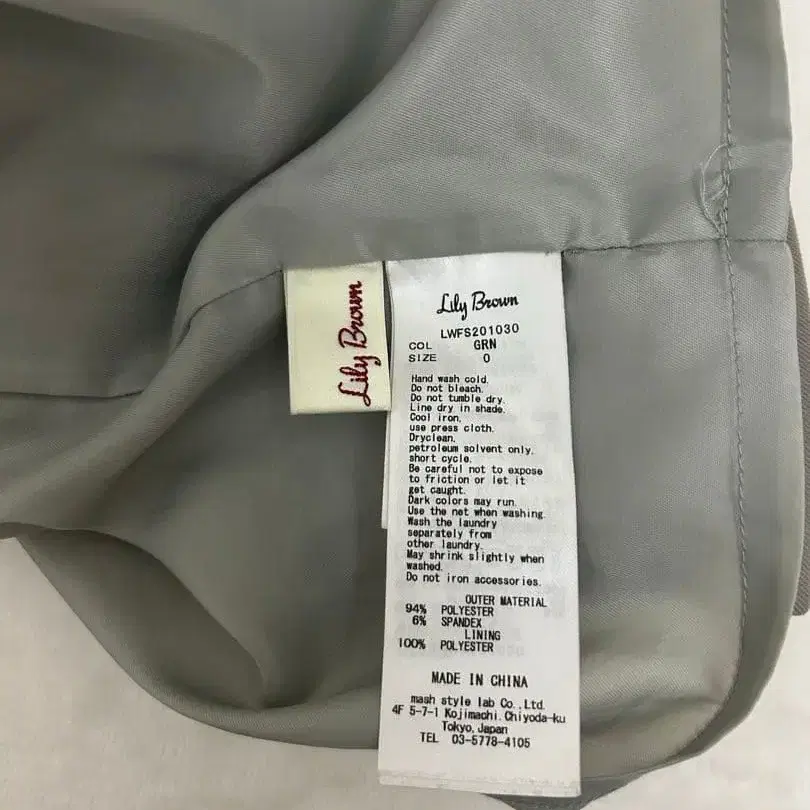 Lily Brown
Lily Brown
LWFS201030
COL GRN
SIZE 0
Hand wash cold.
Do not bleach.
Do not tumble dry.
Line dry in shade.
Cool iron.
use press cloth.
Dryclean.
petroleum solvent only.
short cycle.
Be careful not to expose
to friction or let it
get caught.
Dark colors may run.
Use the net when washing.
Wash the laundry
separately from
other laundry.
May shrink slightly when
washed.
Do not iron accessories.
OUTER MATERIAL
94% POLYESTER
6% SPANDEX
LINING
100% POLYESTER
MADE IN CHINA
mash style lab Co., Ltd.
4F 5-7-1 Kojimachi, Chiyoda-ku
Tokyo, Japan
TEL 03-5778-4105